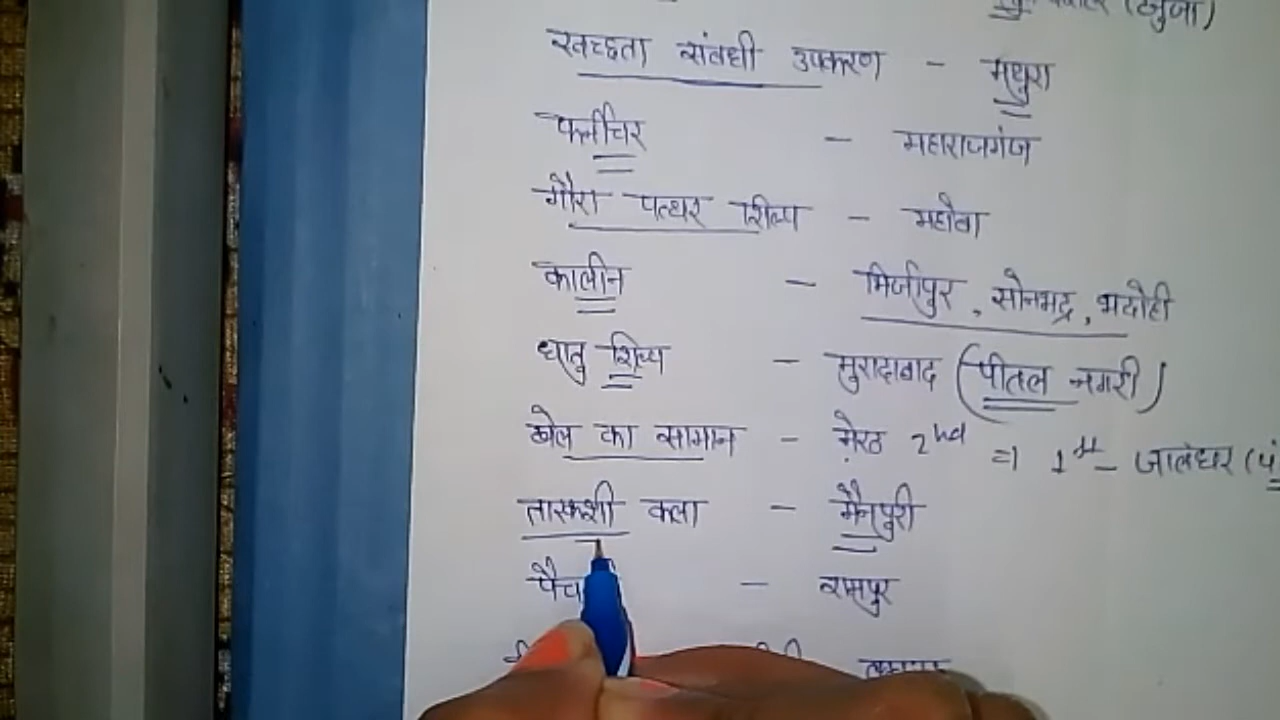 (खुर्जा)
स्वच्छता संबंधी उपकरण - मथुरा
फर्नीचर - महाराजगंज
गौरा पत्थर शिल्प - महोबा
कालीन - मिर्जापुर, सोनभद्र, भदोही
धातु शिल्प - मुरादाबाद (पीतल नगरी)
खेल का सामान - मेरठ 2nd => 1st - जालंधर (पं
तारकशी कला - मैनपुरी
पैच - रामपुर